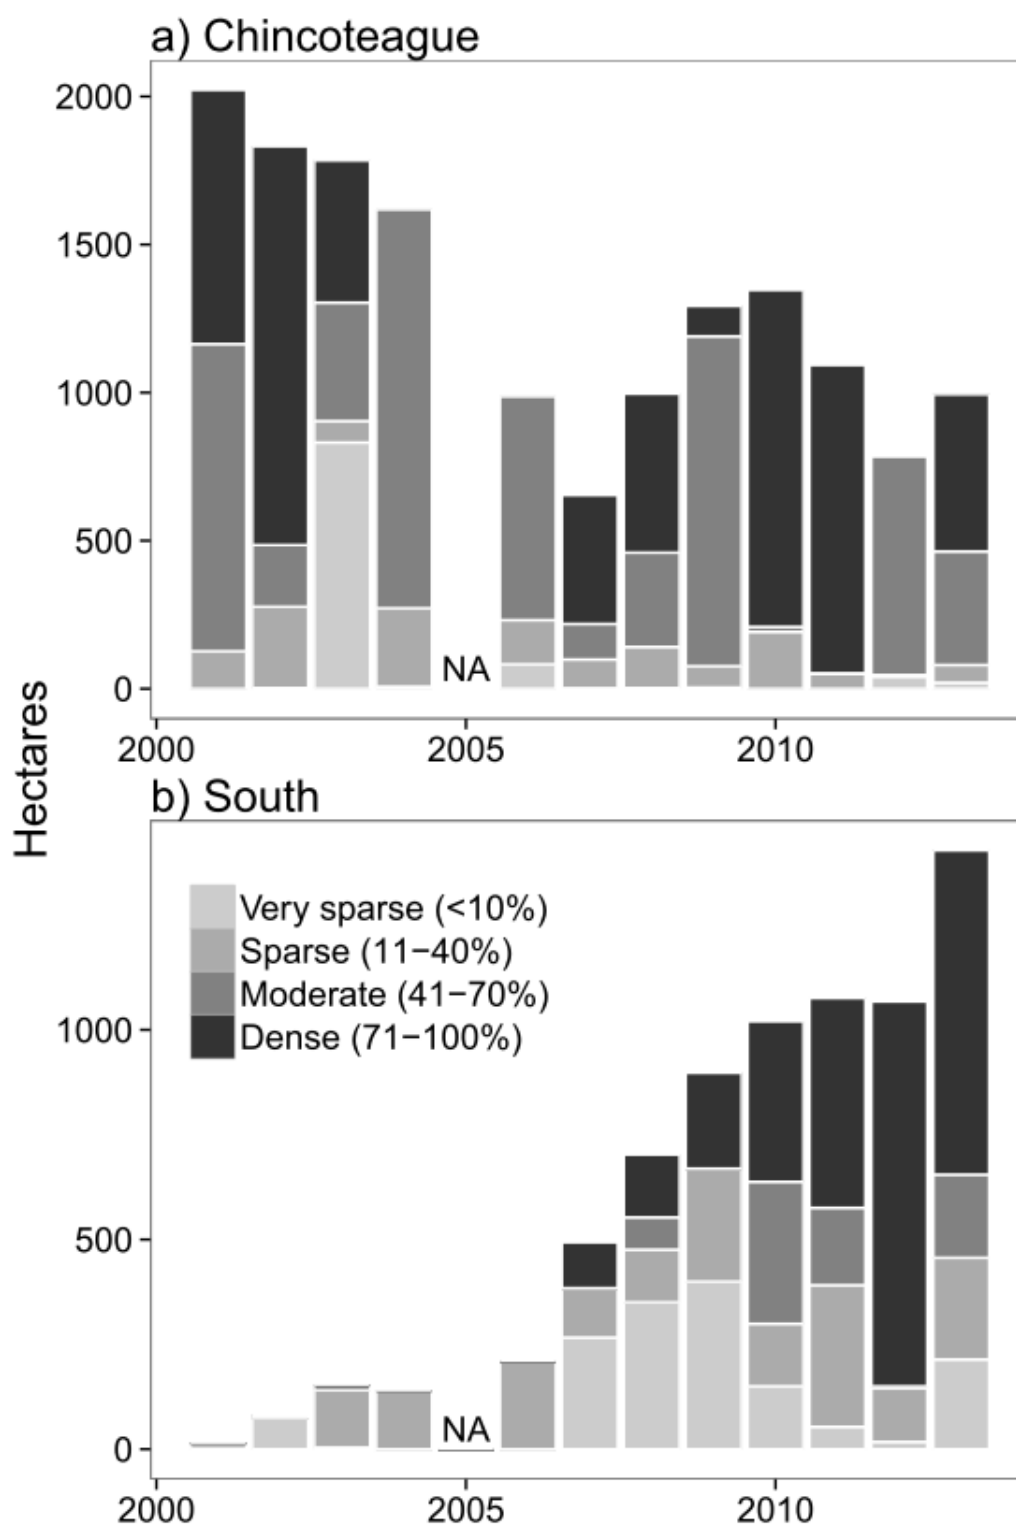 a) Chincoteague
2000
1500
1000
500
0
NA
2000 2005 2010
Hectares
b) South
Very sparse (<10%)
Sparse (11−40%)
Moderate (41−70%)
Dense (71−100%)
1000
500
0
NA
2000 2005 2010